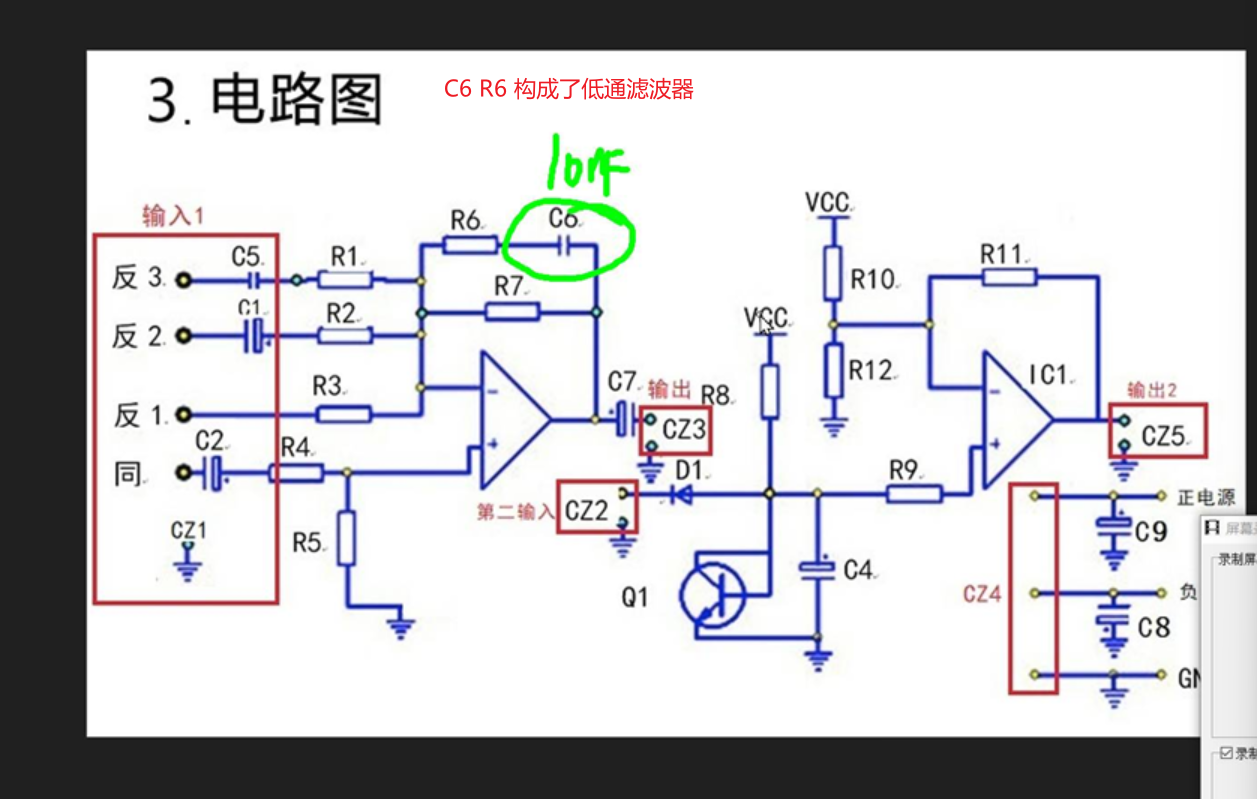 3. 电路图
C6 R6 构成了低通滤波器
10nF
输入1
R6
C6
VCC
C5
R1
R11
反 3
R7
R10
C1
R2
VCC
反 2
R12
IC1
R3
C7
输出
R8
输出2
反 1
CZ3
CZ5
C2
R4
同
D1
R9
正电源
第二输入
CZ2
CZ1
C9
屏幕
R5
录制屏
C4
CZ4
负
Q1
C8
录制